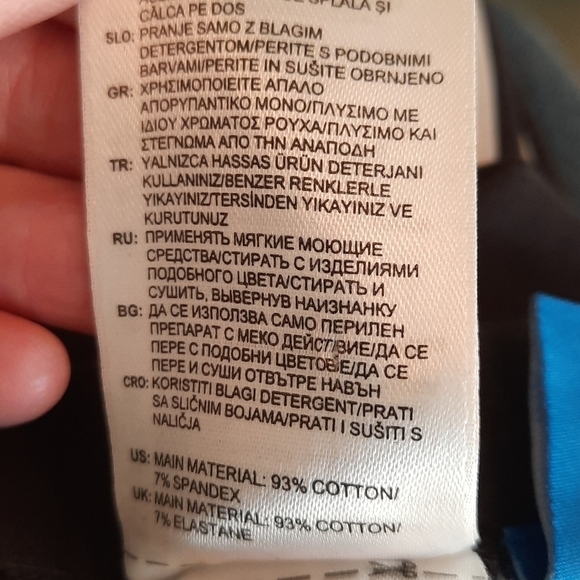 SPLALA ȘI
CALCA PE DOS
SLO: PRANJE SAMO Z BLAGIM
DETERGENTOM/PERITE S PODOBNIMI
BARVAMI/PERITE IN SUŠITE OBRNJENO
GR: ΧΡΗΣΙΜΟΠΟΙΕΙΤΕ ΑΠΑΛΟ
ΑΠΟΡΥΠΑΝΤΙΚΟ ΜΟΝΟ/ΠΛΥΣΙΜΟ ΜΕ
ΙΔΙΟΥ ΧΡΩΜΑΤΟΣ ΡΟΥΧΑ/ΠΛΥΣΙΜΟ ΚΑΙ
ΣΤΕΓΝΩΜΑ ΑΠΟ ΤΗΝ ΑΝΑΠΟΔΗ
TR: YALNIZCA HASSAS ÜRÜN DETERJANI
KULLANINIZ/BENZER RENKLERLE
YIKAYINIZ/TERSİNDEN YIKAYINIZ VE
KURUTUNUZ
RU: ПРИМЕНЯТЬ МЯГКИЕ МОЮЩИЕ
СРЕДСТВА/СТИРАТЬ С ИЗДЕЛИЯМИ
ПОДОБНОГО ЦВЕТА/СТИРАТЬ И
СУШИТЬ, ВЫВЕРНУВ НАИЗНАНКУ
BG: ДА СЕ ИЗПОЛЗВА САМО ПЕРИЛЕН
ПРЕПАРАТ С МЕКО ДЕЙСТВИЕ/ДА СЕ
ПЕРЕ С ПОДОБНИ ЦВЕТОВЕ/ДА СЕ
ПЕРЕ И СУШИ ОТВЪТРЕ НАВЪН
CRO: KORISTITI BLAGI DETERGENT/PRATI
SA SLIČNIM BOJAMA/PRATI I SUŠITI S
NALIČJA
US: MAIN MATERIAL: 93% COTTON/
7% SPANDEX
UK: MAIN MATERIAL: 93% COTTON/
7% ELASTANE